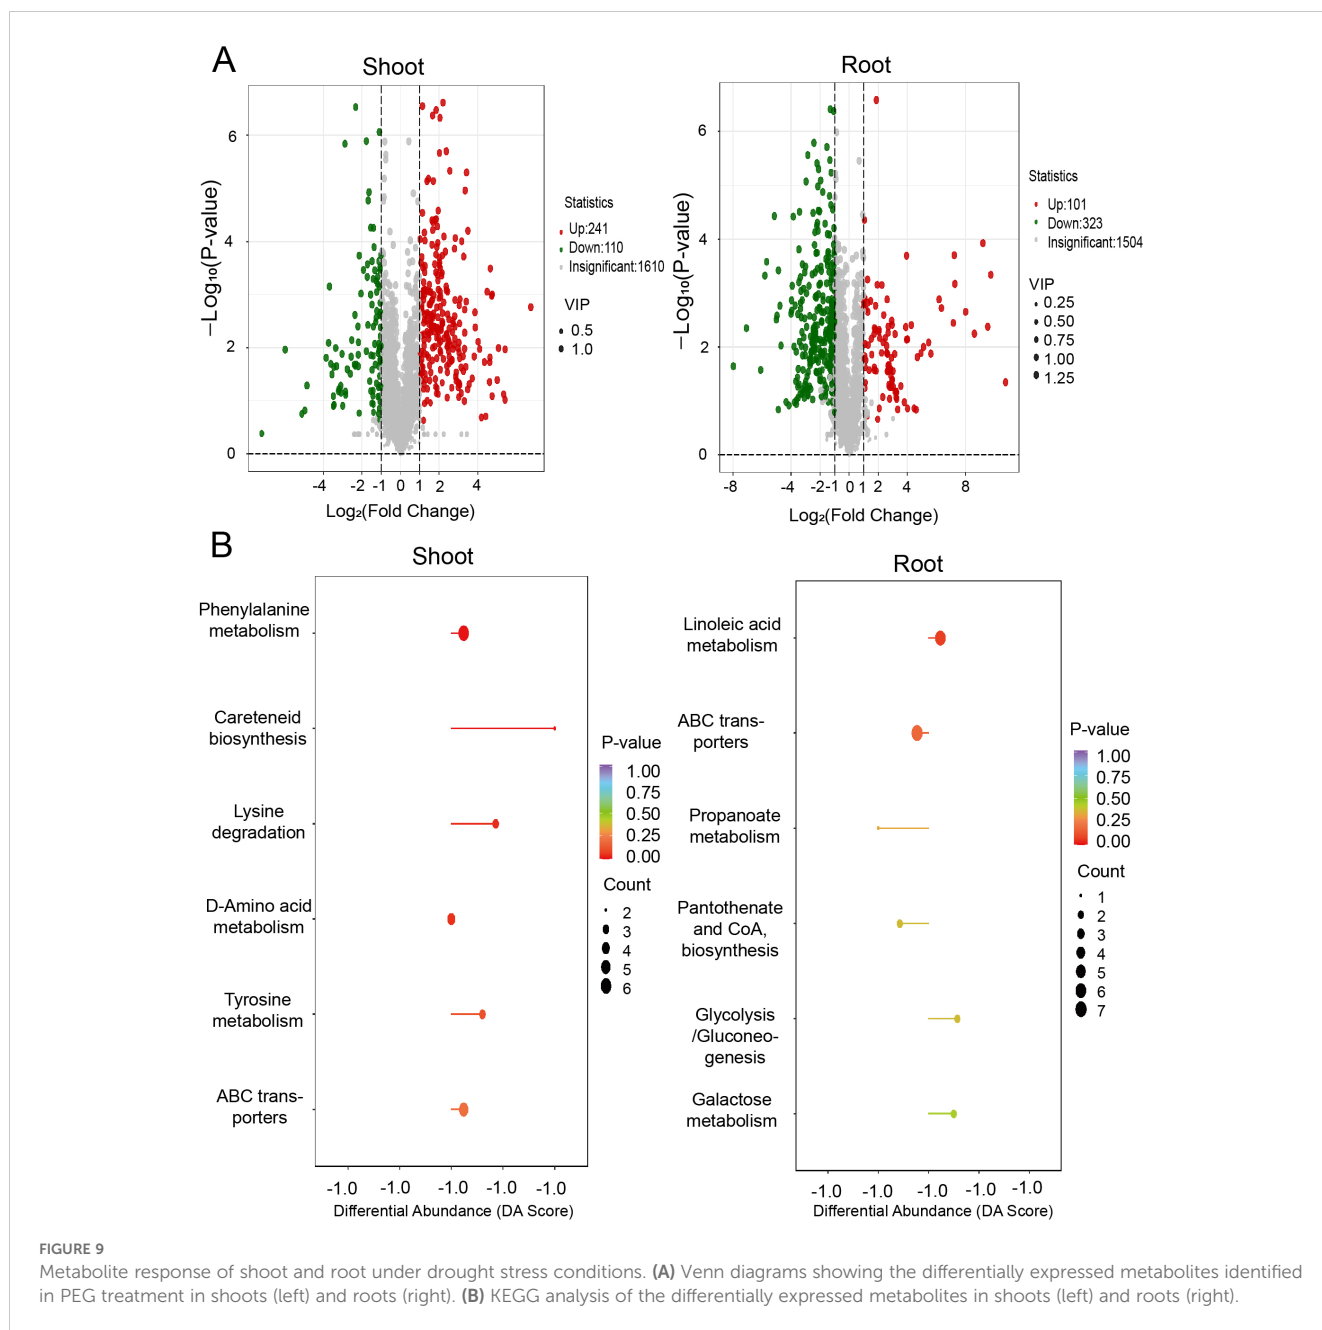 A
Shoot
−Log₁₀(P-value)
6
4
2
0
-4
-2
-1
0
1
2
4
Log₂(Fold Change)
Statistics
Up:241
Down:110
Insignificant:1610
VIP
0.5
1.0
Root
−Log₁₀(P-value)
6
4
2
0
-8
-4
-2
-1
0
1
2
4
8
Log₂(Fold Change)
Statistics
Up:101
Down:323
Insignificant:1504
VIP
0.25
0.50
0.75
1.00
1.25
B
Shoot
Phenylalanine
metabolism
Careteneid
biosynthesis
Lysine
degradation
D-Amino acid
metabolism
Tyrosine
metabolism
ABC trans-
porters
-1.0
-1.0
-1.0
-1.0
-1.0
Differential Abundance (DA Score)
P-value
1.00
0.75
0.50
0.25
0.00
Count
2
3
4
5
6
Root
Linoleic acid
metabolism
ABC trans-
porters
Propanoate
metabolism
Pantothenate
and CoA,
biosynthesis
Glycolysis
/Gluconeo-
genesis
Galactose
metabolism
-1.0
-1.0
-1.0
-1.0
-1.0
Differential Abundance (DA Score)
P-value
1.00
0.75
0.50
0.25
0.00
Count
1
2
3
4
5
6
7
FIGURE 9
Metabolite response of shoot and root under drought stress conditions. (A) Venn diagrams showing the differentially expressed metabolites identified
in PEG treatment in shoots (left) and roots (right). (B) KEGG analysis of the differentially expressed metabolites in shoots (left) and roots (right).